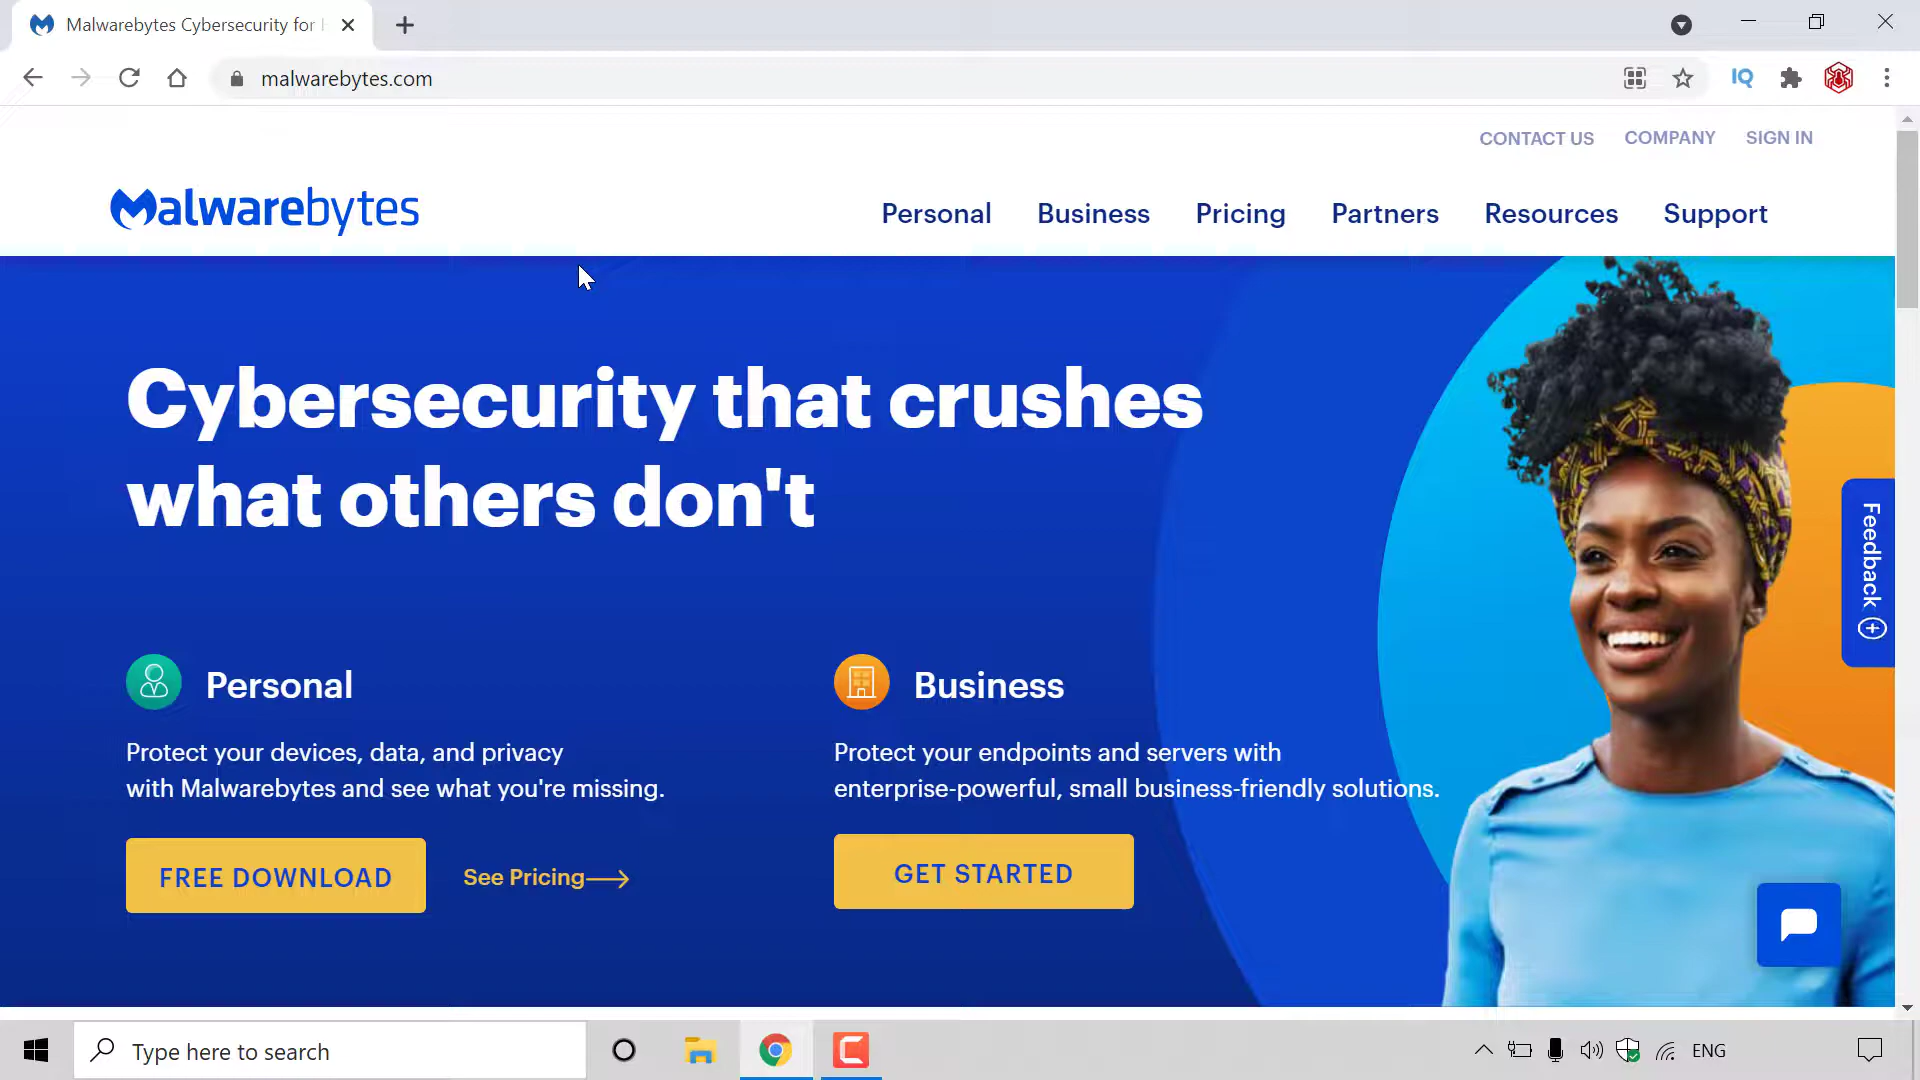 Malwarebytes Cybersecurity for
malwarebytes.com
IQ
CONTACT US COMPANY SIGN IN
Malwarebytes
Personal Business Pricing Partners Resources Support
Cybersecurity that crushes
what others don't
Feedback
Personal
Protect your devices, data, and privacy
with Malwarebytes and see what you're missing.
FREE DOWNLOAD See Pricing
Business
Protect your endpoints and servers with
enterprise-powerful, small business-friendly solutions.
GET STARTED
Type here to search
ENG